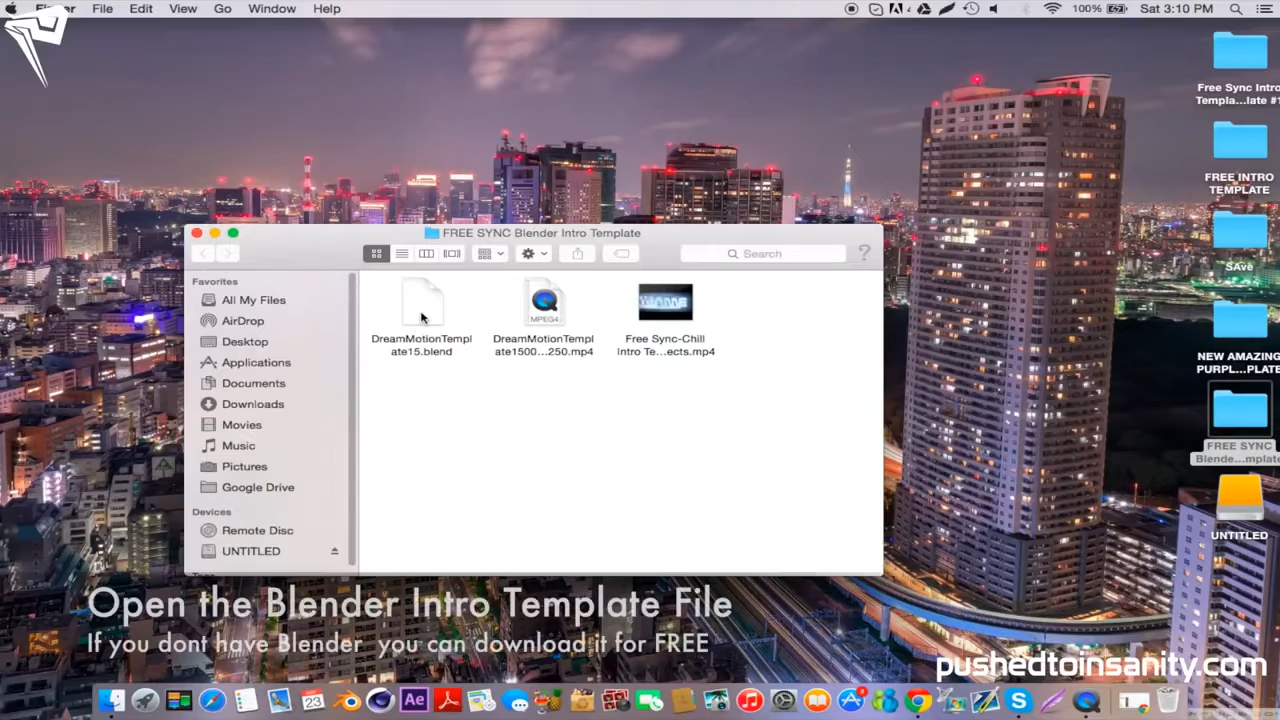 File Edit View Go Window Help
100% Sat 3:10 PM
Free Sync Intro
Templa...late #1
FREE INTRO
TEMPLATE
SAve
NEW AMAZING
PURPL...PLATE
FREE SYNC
Blende...mplate
UNTITLED
FREE SYNC Blender Intro Template
Search
?
Favorites
All My Files
AirDrop
Desktop
Applications
Documents
Downloads
Movies
Music
Pictures
Google Drive
Devices
Remote Disc
UNTITLED
DreamMotionTempl
ate15.blend
MPEG4
DreamMotionTempl
ate1500...250.mp4
Free Sync-Chill
Intro Te...ects.mp4
Open the Blender Intro Template File
If you dont have Blender you can download it for FREE
pushedtoinsanity.com
23
Ae